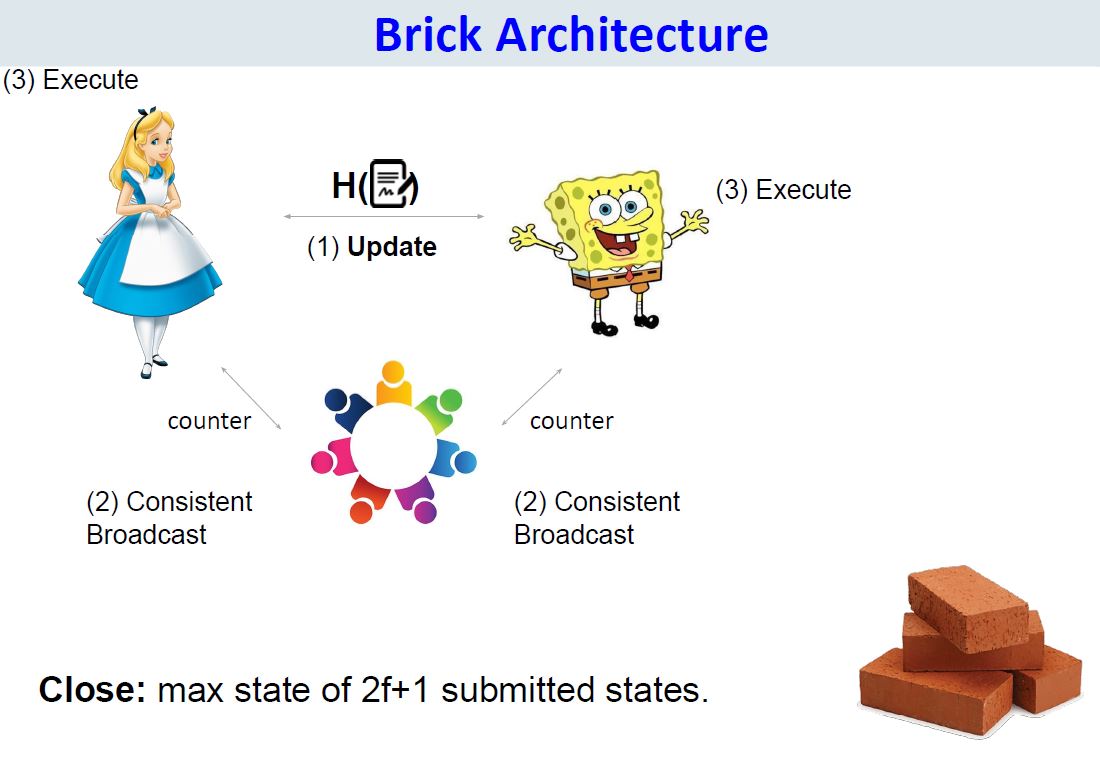 Brick Architecture
(3) Execute
H( )
(3) Execute
(1) Update
counter
counter
(2) Consistent
Broadcast
(2) Consistent
Broadcast
Close: max state of 2f+1 submitted states.